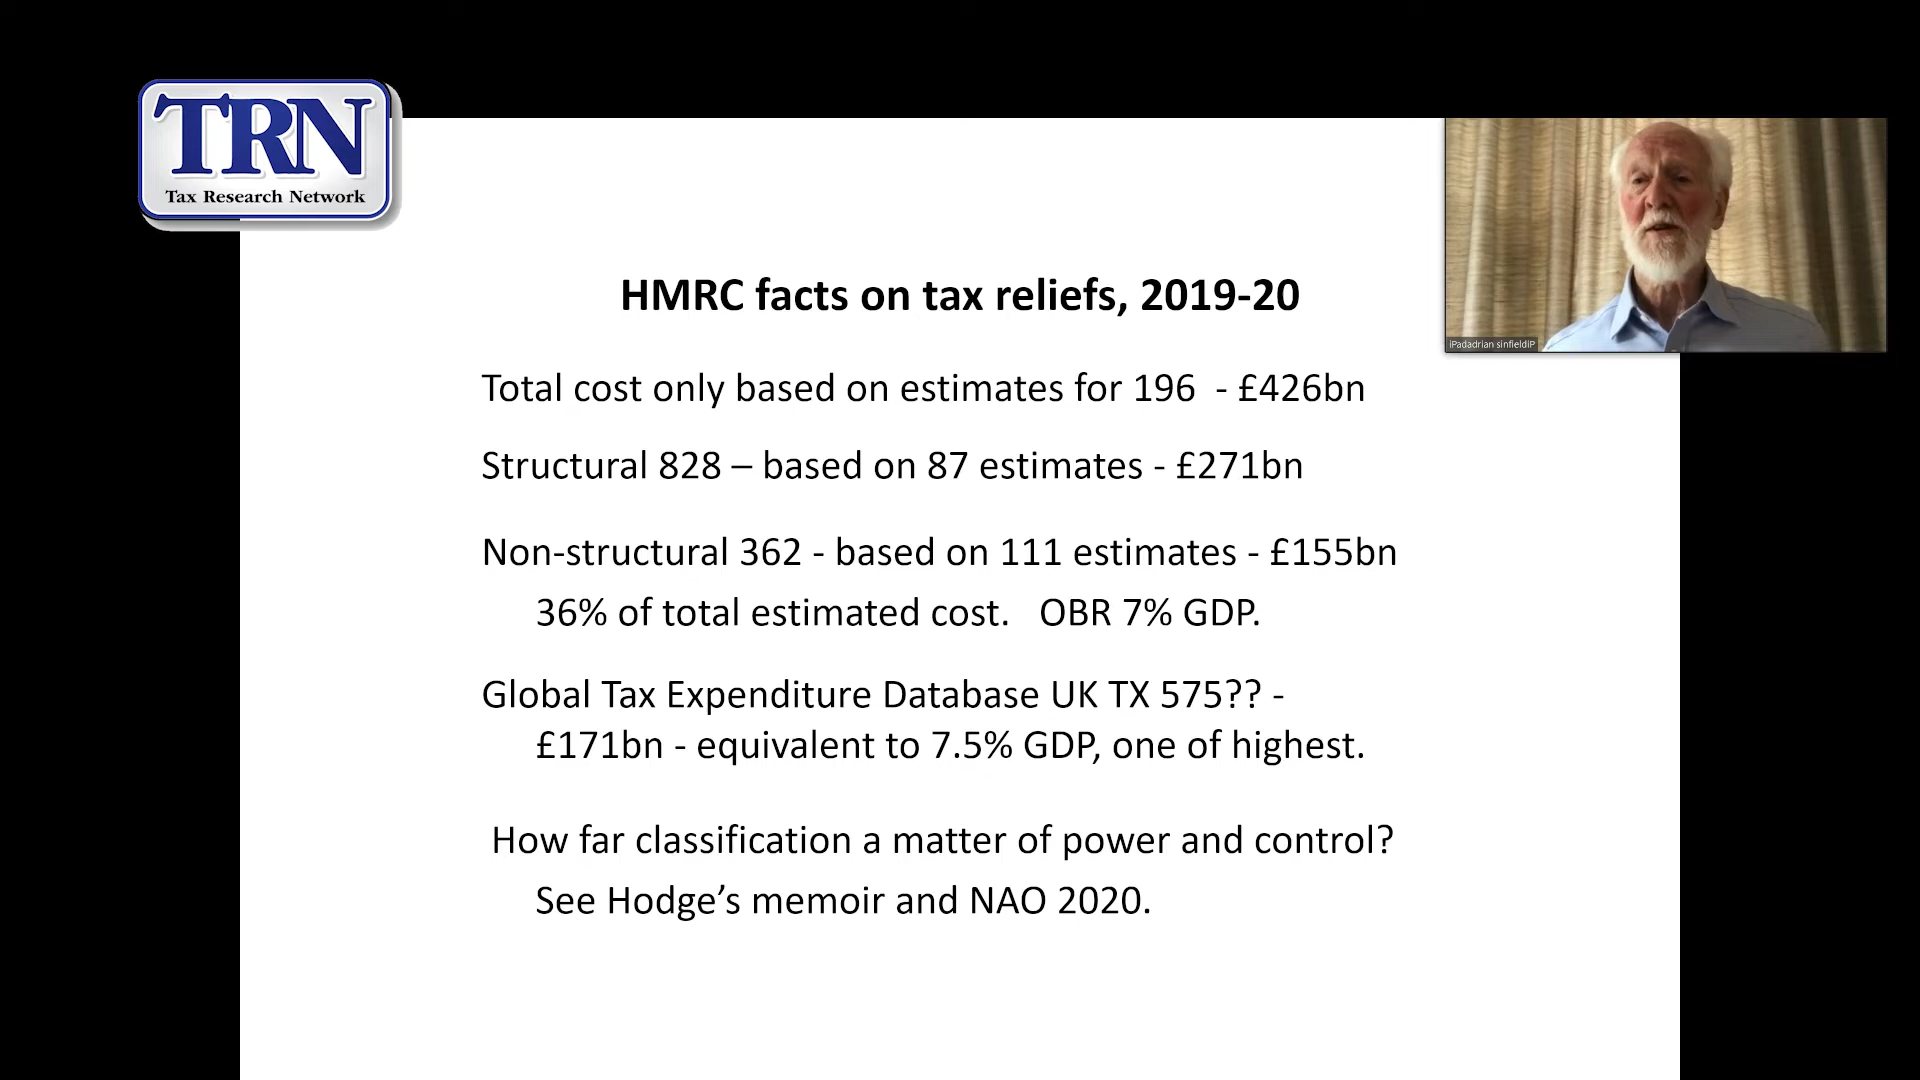 TRN
Tax Research Network
iPadadrian sinfieldiP
HMRC facts on tax reliefs, 2019-20
Total cost only based on estimates for 196  - £426bn
Structural 828 – based on 87 estimates - £271bn
Non-structural 362 - based on 111 estimates - £155bn
36% of total estimated cost.   OBR 7% GDP.
Global Tax Expenditure Database UK TX 575?? -
£171bn - equivalent to 7.5% GDP, one of highest.
How far classification a matter of power and control?
See Hodge’s memoir and NAO 2020.